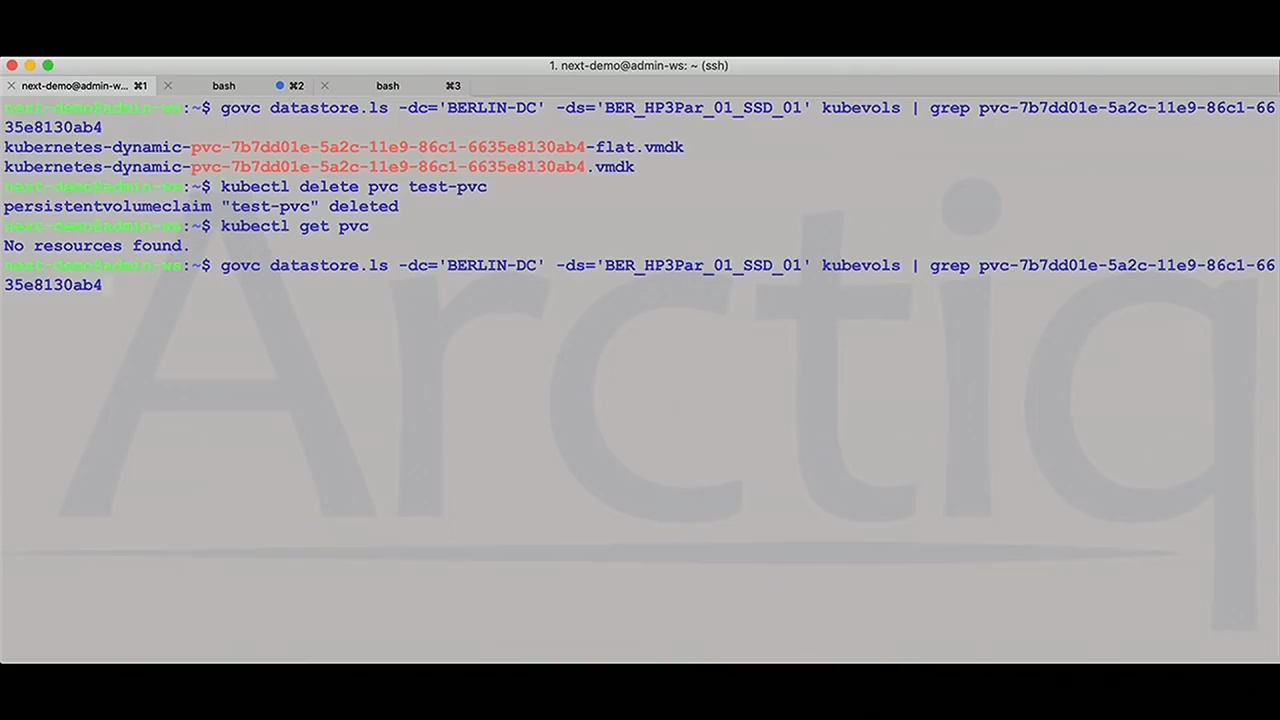 1. next-demo@admin-ws: ~ (ssh)
next-demo@admin-w... ⌘1
bash ⌘2
bash ⌘3
next-demo@admin-ws:~$ govc datastore.ls -dc='BERLIN-DC' -ds='BER_HP3Par_01_SSD_01' kubevols | grep pvc-7b7dd01e-5a2c-11e9-86c1-66
35e8130ab4
kubernetes-dynamic-pvc-7b7dd01e-5a2c-11e9-86c1-6635e8130ab4-flat.vmdk
kubernetes-dynamic-pvc-7b7dd01e-5a2c-11e9-86c1-6635e8130ab4.vmdk
next-demo@admin-ws:~$ kubectl delete pvc test-pvc
persistentvolumeclaim "test-pvc" deleted
next-demo@admin-ws:~$ kubectl get pvc
No resources found.
next-demo@admin-ws:~$ govc datastore.ls -dc='BERLIN-DC' -ds='BER_HP3Par_01_SSD_01' kubevols | grep pvc-7b7dd01e-5a2c-11e9-86c1-66
35e8130ab4
Arctiq